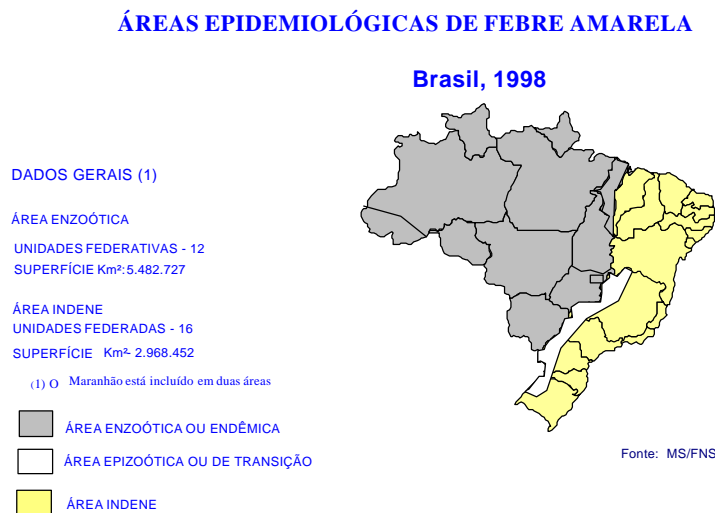 ÁREAS EPIDEMIOLÓGICAS DE FEBRE AMARELA
Brasil, 1998
DADOS GERAIS (1)
ÁREA ENZOÓTICA
UNIDADES FEDERATIVAS - 12
SUPERFÍCIE Km²: 5.482.727
ÁREA INDENE
UNIDADES FEDERADAS - 16
SUPERFÍCIE Km²- 2.968.452
(1) O Maranhão está incluído em duas áreas
ÁREA ENZOÓTICA OU ENDÊMICA
ÁREA EPIZOÓTICA OU DE TRANSIÇÃO
ÁREA INDENE
Fonte: MS/FNS